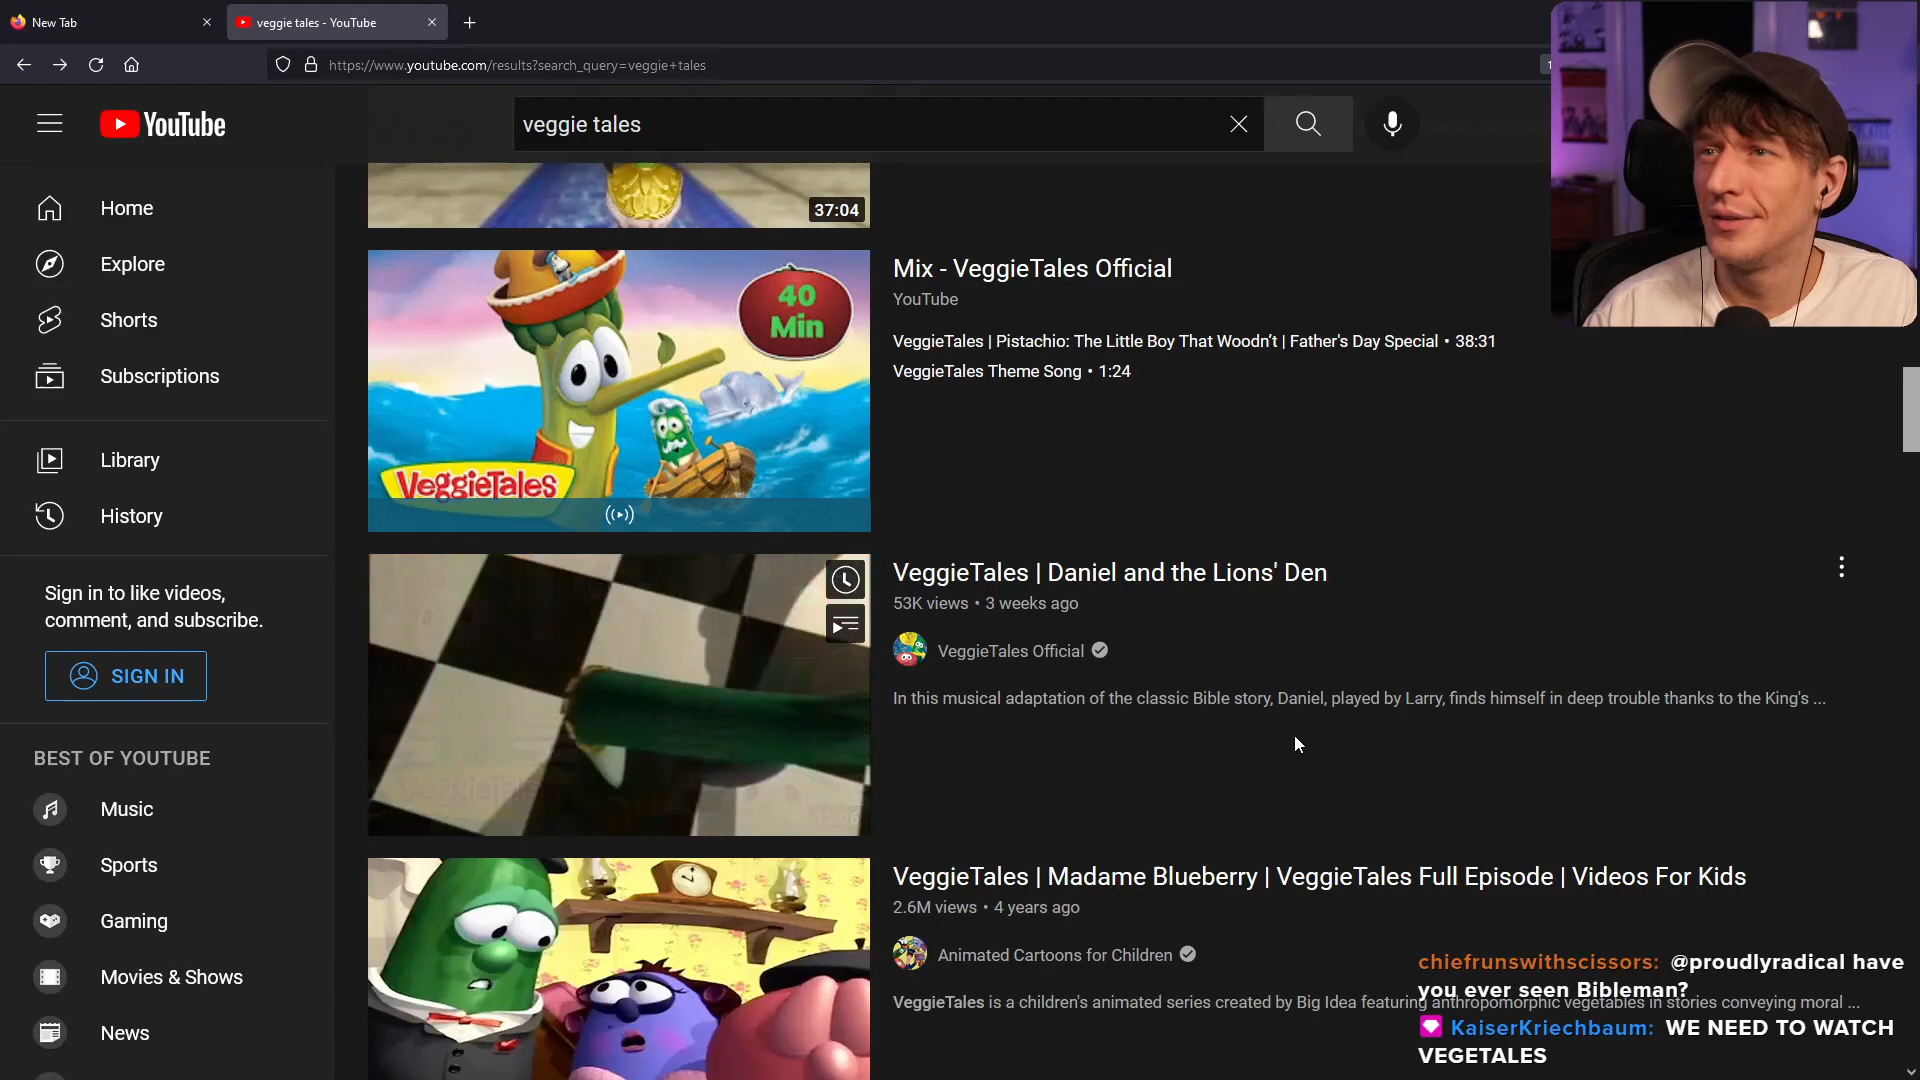 New Tab
veggie tales - YouTube
https://www.youtube.com/results?search_query=veggie+tales
YouTube
veggie tales
Home
Explore
Shorts
Subscriptions
Library
History
Sign in to like videos,
comment, and subscribe.
SIGN IN
BEST OF YOUTUBE
Music
Sports
Gaming
Movies & Shows
News
37:04
40
Min
VeggieTales
Mix - VeggieTales Official
YouTube
VeggieTales | Pistachio: The Little Boy That Woodn't | Father's Day Special • 38:31
VeggieTales Theme Song • 1:24
VeggieTales | Daniel and the Lions' Den
53K views • 3 weeks ago
VeggieTales Official
In this musical adaptation of the classic Bible story, Daniel, played by Larry, finds himself in deep trouble thanks to the King's ...
VeggieTales | Madame Blueberry | VeggieTales Full Episode | Videos For Kids
2.6M views • 4 years ago
Animated Cartoons for Children
VeggieTales is a children's animated series created by Big Idea featuring anthropomorphic vegetables in stories conveying moral ...
chiefrunswithscissors: @proudlyradical have
you ever seen Bibleman?
KaiserKriechbaum: WE NEED TO WATCH
VEGETALES